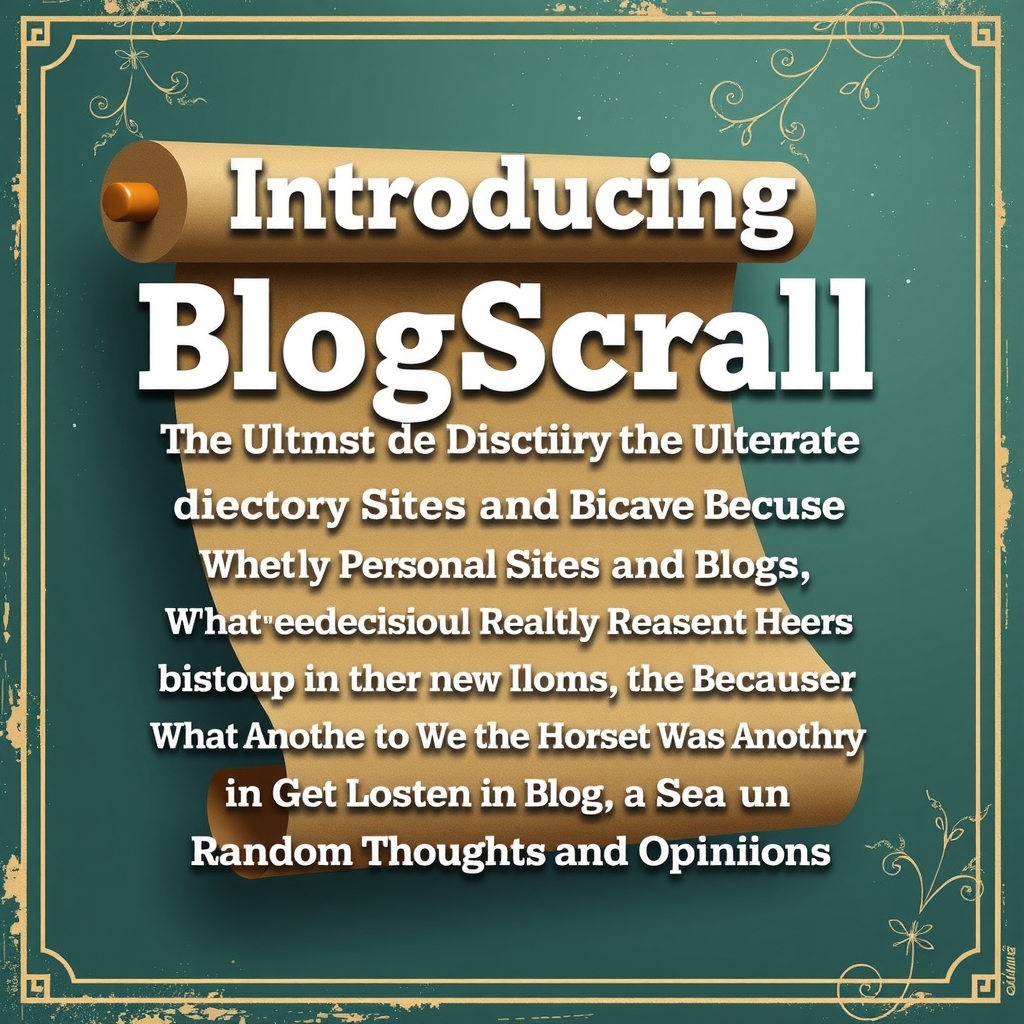 Introducing
BlogScrall
The Ultmst de Disctiiry the Ulterrate
diectory Sites and Bicave Becuse
Whetly Personal Sites and Blogs,
What"eedecisioul Realtly Reasent Heers
bistoup in ther new Iloms, the Becauser
What Anothe to We the Horset Was Anothry
in Get Losten in Blog, a Sea un
Random Thoughts and Opiniions